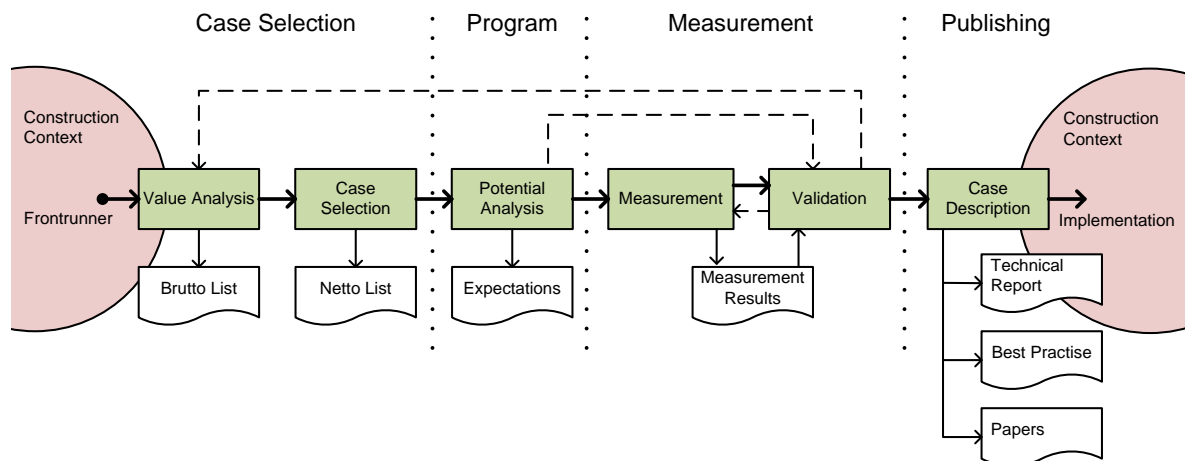 Case Selection
Program
Measurement
Publishing
Construction
Context
Frontrunner
Value Analysis
Case
Selection
Potential
Analysis
Measurement
Validation
Case
Description
Construction
Context
Implementation
Brutto List
Netto List
Expectations
Measurement
Results
Technical
Report
Best Practise
Papers